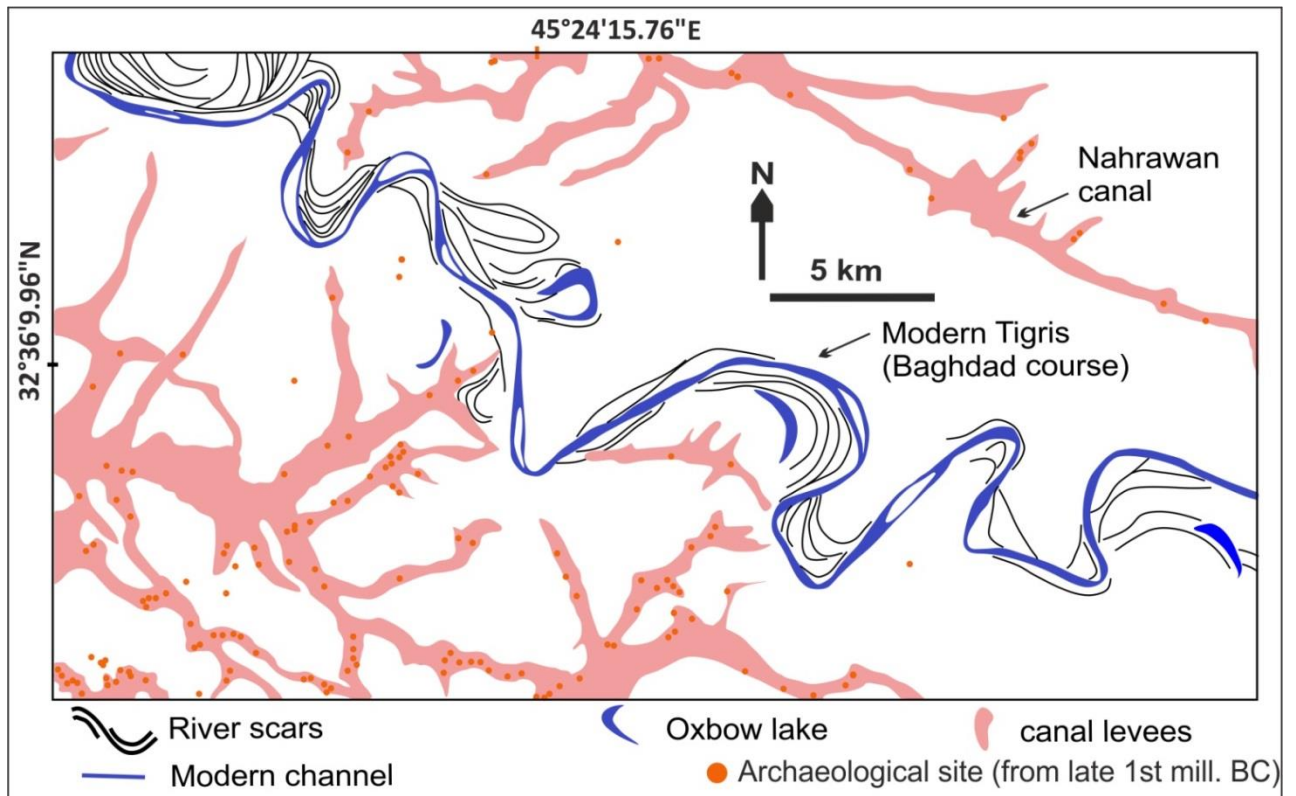 45°24'15.76"E
Nahrawan
canal
N
5 km
32°36'9.96"N
Modern Tigris
(Baghdad course)
River scars
Oxbow lake
canal levees
Modern channel
Archaeological site (from late 1st mill. BC)